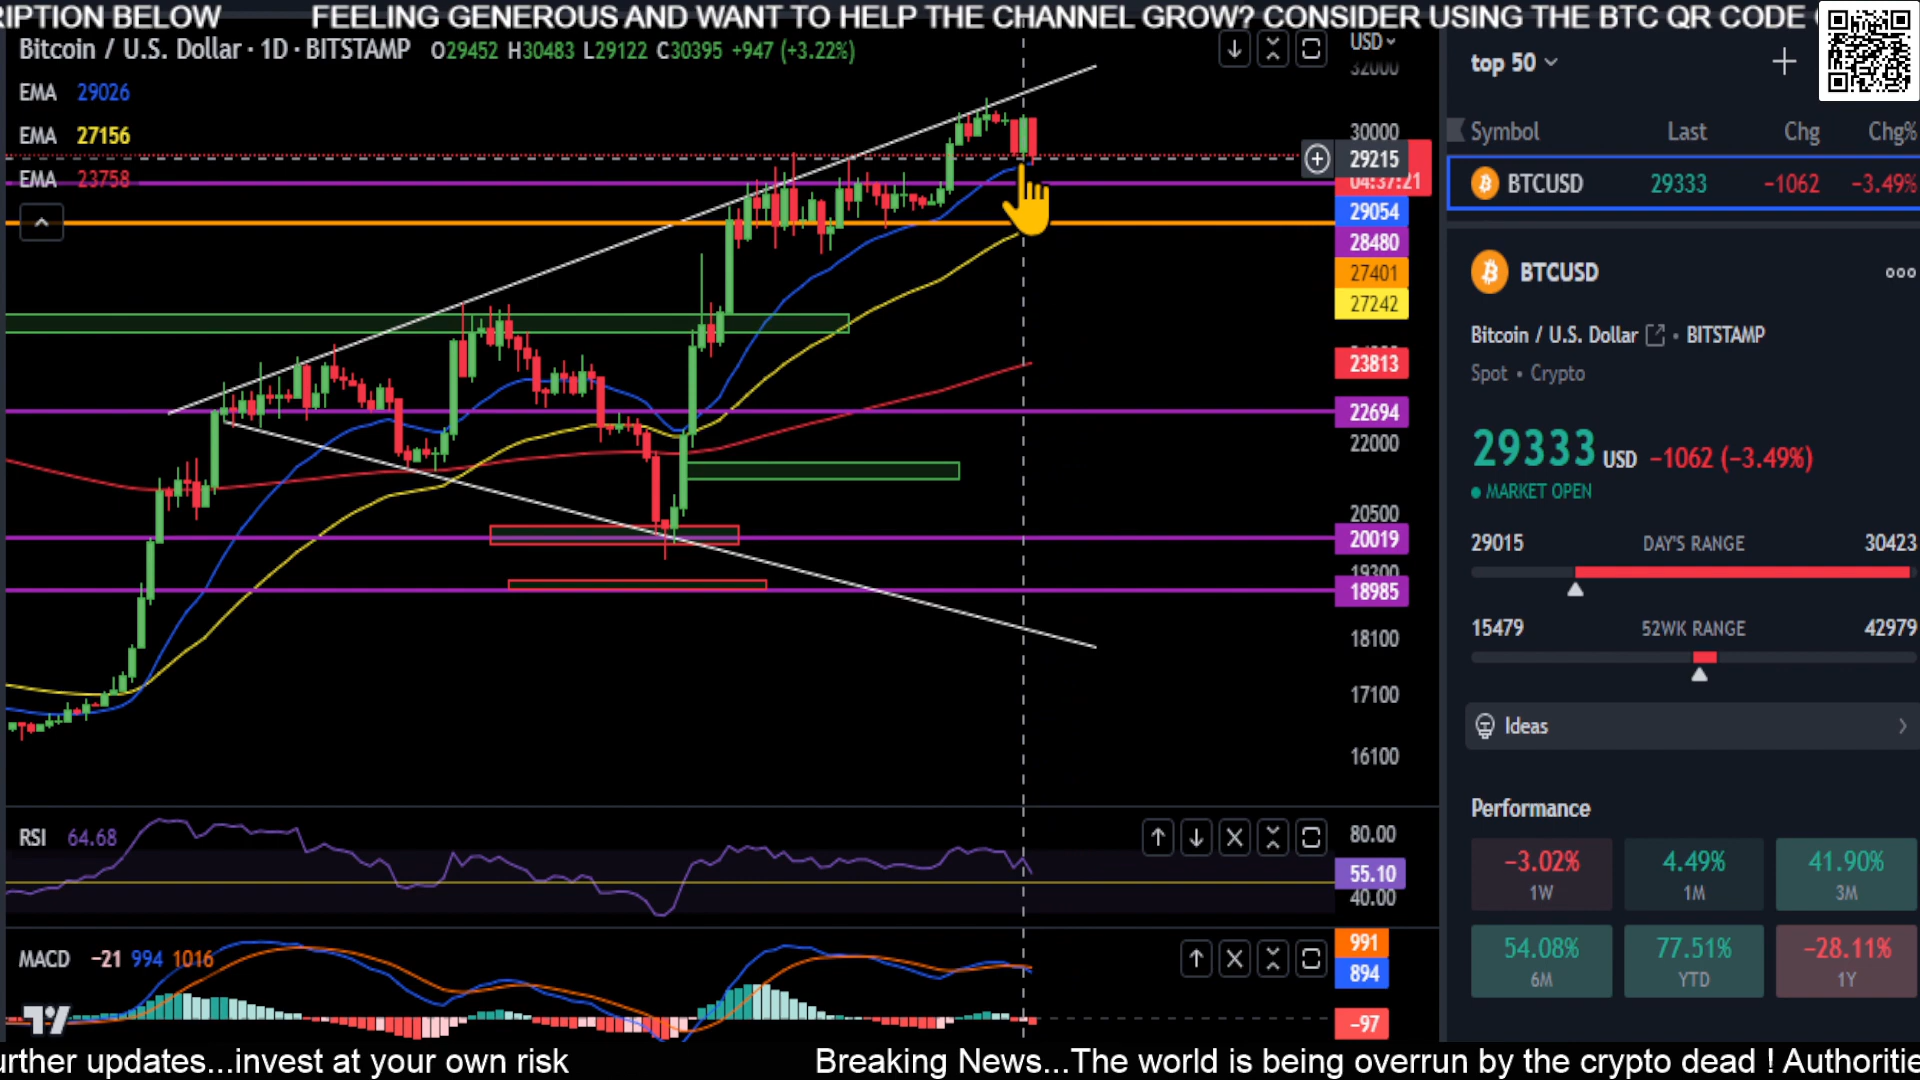 RIPTION BELOW FEELING GENEROUS AND WANT TO HELP THE CHANNEL GROW? CONSIDER USING THE BTC QR CODE
Bitcoin / U.S. Dollar · 1D · BITSTAMP O29452 H30483 L29122 C30395 +947 (+3.22%)
EMA 29026
EMA 27156
EMA 23758
USD
32000
30000
29215
04:37:21
29054
28480
27401
27242
23813
22694
22000
20500
20019
19300
18985
18100
17100
16100
RSI 64.68
80.00
55.10
40.00
MACD −21 994 1016
991
894
−97
top 50
Symbol Last Chg Chg%
BTCUSD 29333 −1062 −3.49%
BTCUSD
Bitcoin / U.S. Dollar • BITSTAMP
Spot • Crypto
29333 USD −1062 (−3.49%)
MARKET OPEN
29015 DAY'S RANGE 30423
15479 52WK RANGE 42979
Ideas
Performance
−3.02% 4.49% 41.90%
1W 1M 3M
54.08% 77.51% −28.11%
6M YTD 1Y
urther updates...invest at your own risk Breaking News...The world is being overrun by the crypto dead ! Authoritie